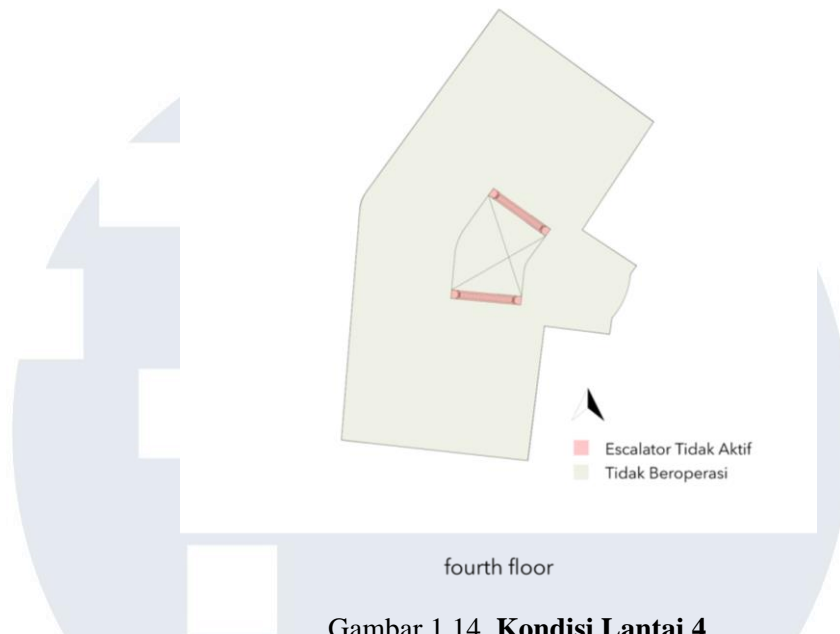 Escalator Tidak Aktif
Tidak Beroperasi
fourth floor
Gambar 1.14 Kondisi Lantai 4